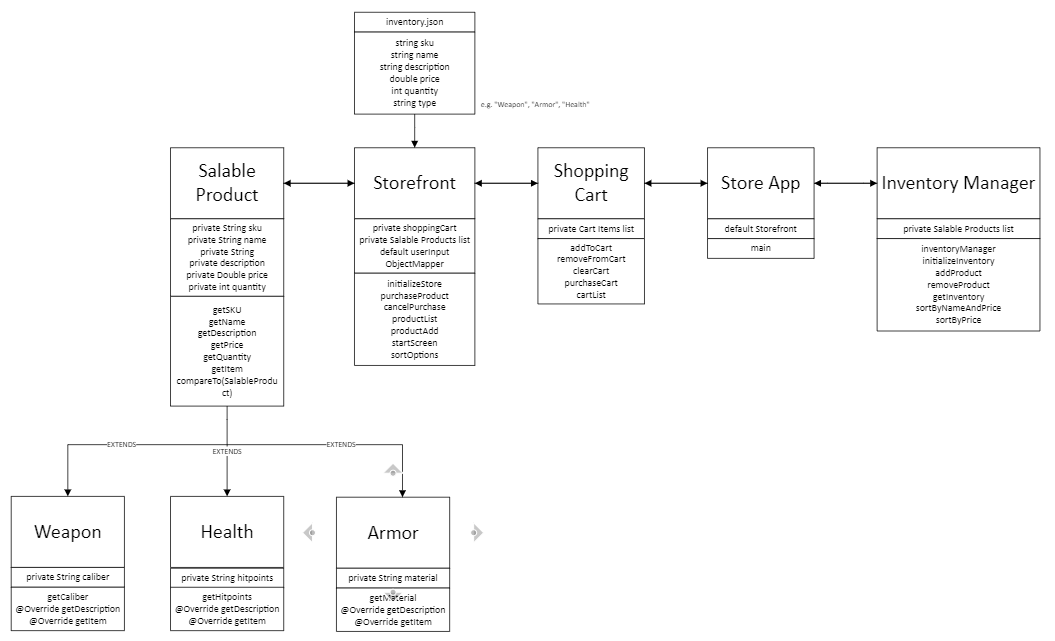 inventory.json
string sku
string name
string description
double price
int quantity
string type
e.g. "Weapon", "Armor", "Health"
Salable
Product
private String sku
private String name
private String
private description
private Double price
private int quantity
getSKU
getName
getDescription
getPrice
getQuantity
getItem
compareTo(SalableProdu
ct)
Storefront
private shoppingCart
private Salable Products list
default userInput
ObjectMapper
initializeStore
purchaseProduct
cancelPurchase
productList
productAdd
startScreen
sortOptions
Shopping
Cart
private Cart Items list
addToCart
removeFromCart
clearCart
purchaseCart
cartList
Store App
default Storefront
main
Inventory Manager
private Salable Products list
inventoryManager
initializeInventory
addProduct
removeProduct
getInventory
sortByNameAndPrice
sortByPrice
EXTENDS
EXTENDS
EXTENDS
Weapon
private String caliber
getCaliber
@Override getDescription
@Override getItem
Health
private String hitpoints
getHitpoints
@Override getDescription
@Override getItem
Armor
private String material
getMaterial
@Override getDescription
@Override getItem